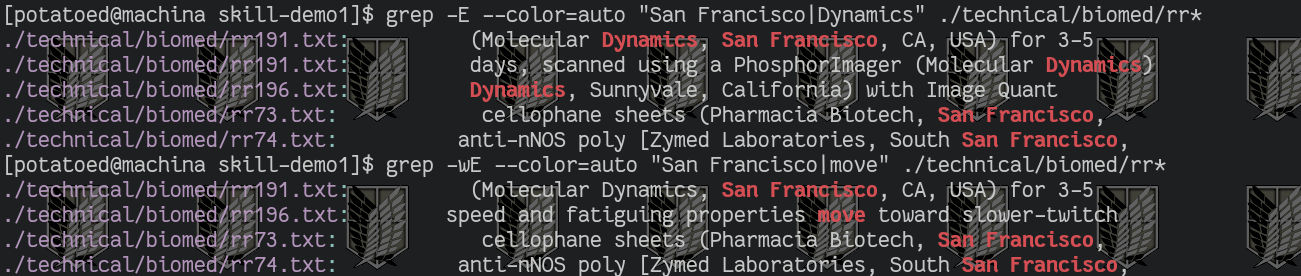 [potatoed@machina skill-demo1]$ grep -E --color=auto "San Francisco|Dynamics" ./technical/biomed/rr*
./technical/biomed/rr191.txt:          (Molecular Dynamics, San Francisco, CA, USA) for 3-5
./technical/biomed/rr191.txt:          days, scanned using a PhosphorImager (Molecular Dynamics)
./technical/biomed/rr196.txt:          Dynamics, Sunnyvale, California) with Image Quant
./technical/biomed/rr73.txt:            cellophane sheets (Pharmacia Biotech, San Francisco,
./technical/biomed/rr74.txt:          anti-nNOS poly [Zymed Laboratories, South San Francisco,
[potatoed@machina skill-demo1]$ grep -wE --color=auto "San Francisco|move" ./technical/biomed/rr*
./technical/biomed/rr191.txt:          (Molecular Dynamics, San Francisco, CA, USA) for 3-5
./technical/biomed/rr196.txt:        speed and fatiguing properties move toward slower-twitch
./technical/biomed/rr73.txt:            cellophane sheets (Pharmacia Biotech, San Francisco,
./technical/biomed/rr74.txt:          anti-nNOS poly [Zymed Laboratories, South San Francisco,